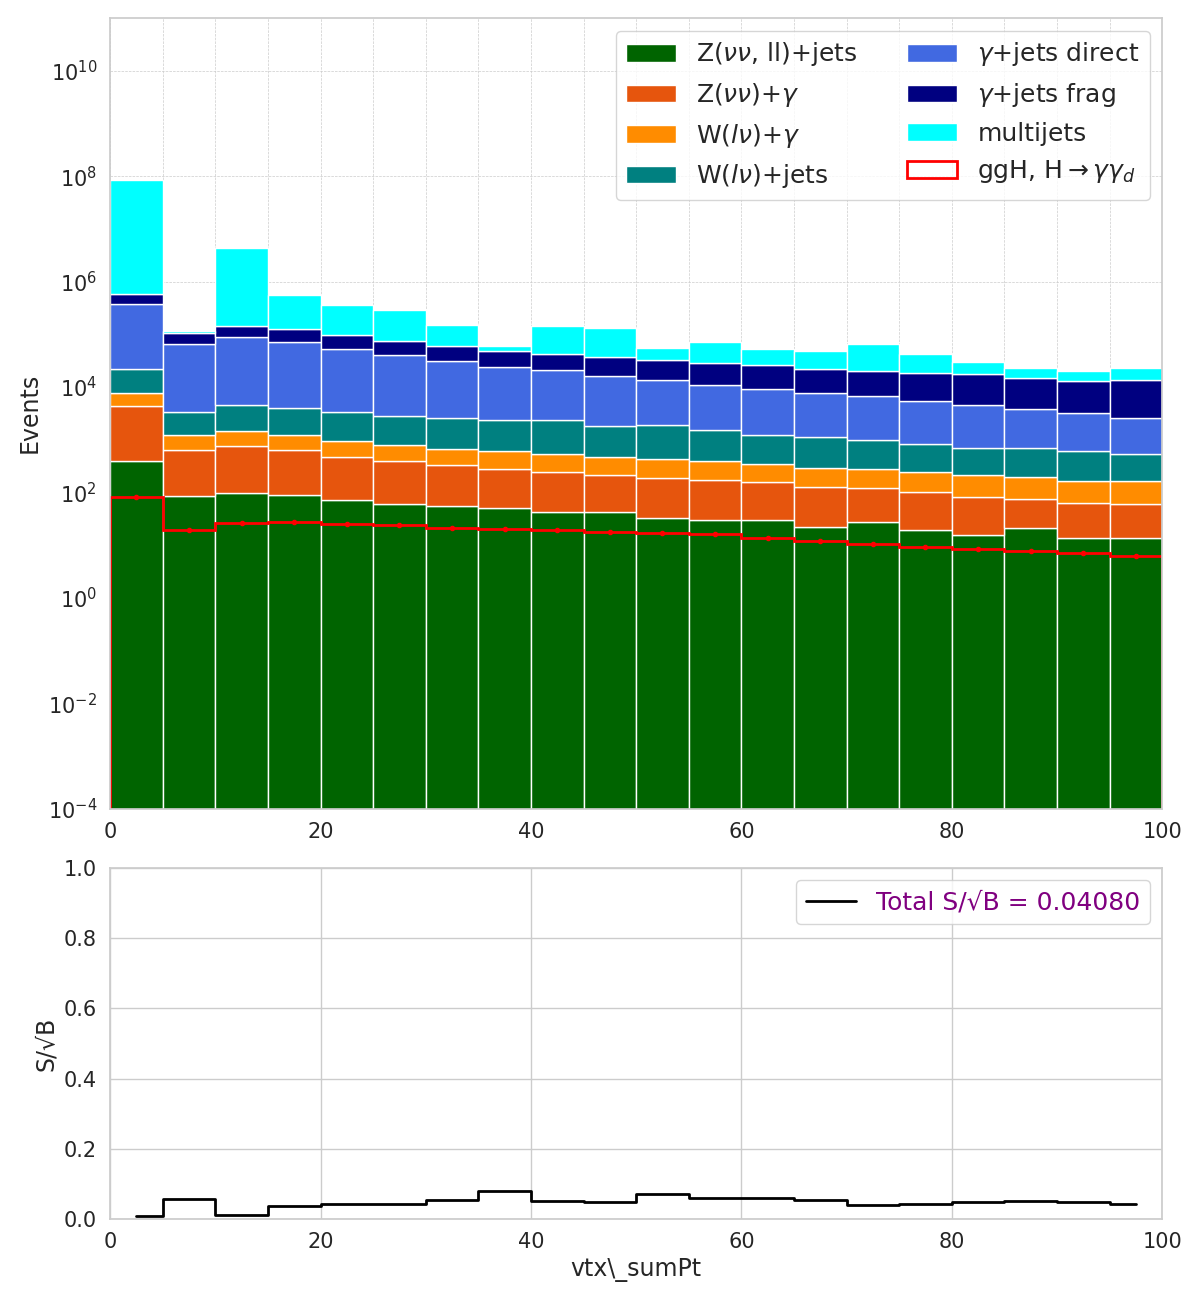 Z(νν, ll)+jets
Z(νν)+γ
W(lν)+γ
W(lν)+jets
γ+jets direct
γ+jets frag
multijets
ggH, H→γγ_d
Events
10^10
10^8
10^6
10^4
10^2
10^0
10^−2
10^−4
0 20 40 60 80 100
Total S/√B = 0.04080
S/√B
1.0
0.8
0.6
0.4
0.2
0.0
0 20 40 60 80 100
vtx\_sumPt